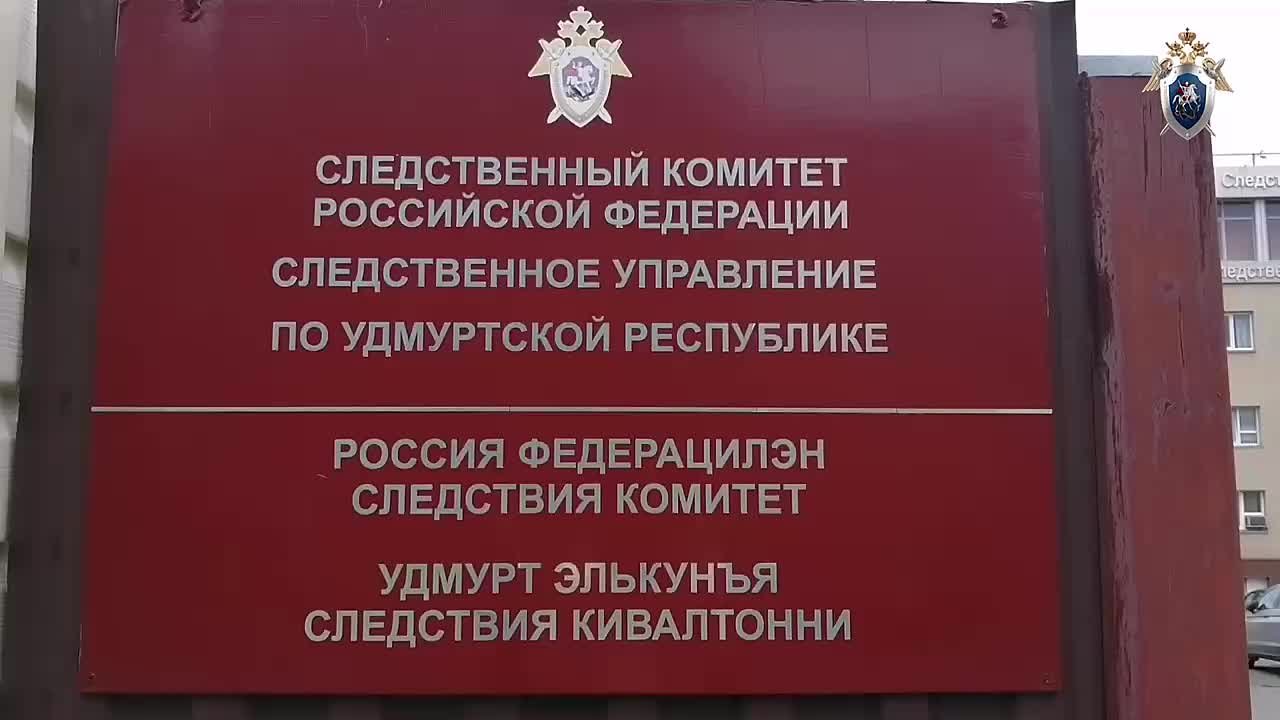 СЛЕДСТВЕННЫЙ КОМИТЕТ
РОССИЙСКОЙ ФЕДЕРАЦИИ
СЛЕДСТВЕННОЕ УПРАВЛЕНИЕ
ПО УДМУРТСКОЙ РЕСПУБЛИКЕ
РОССИЯ ФЕДЕРАЦИЛЭН
СЛЕДСТВИЯ КОМИТЕТ
УДМУРТ ЭЛЬКУНЪЯ
СЛЕДСТВИЯ КИВАЛТОННИ